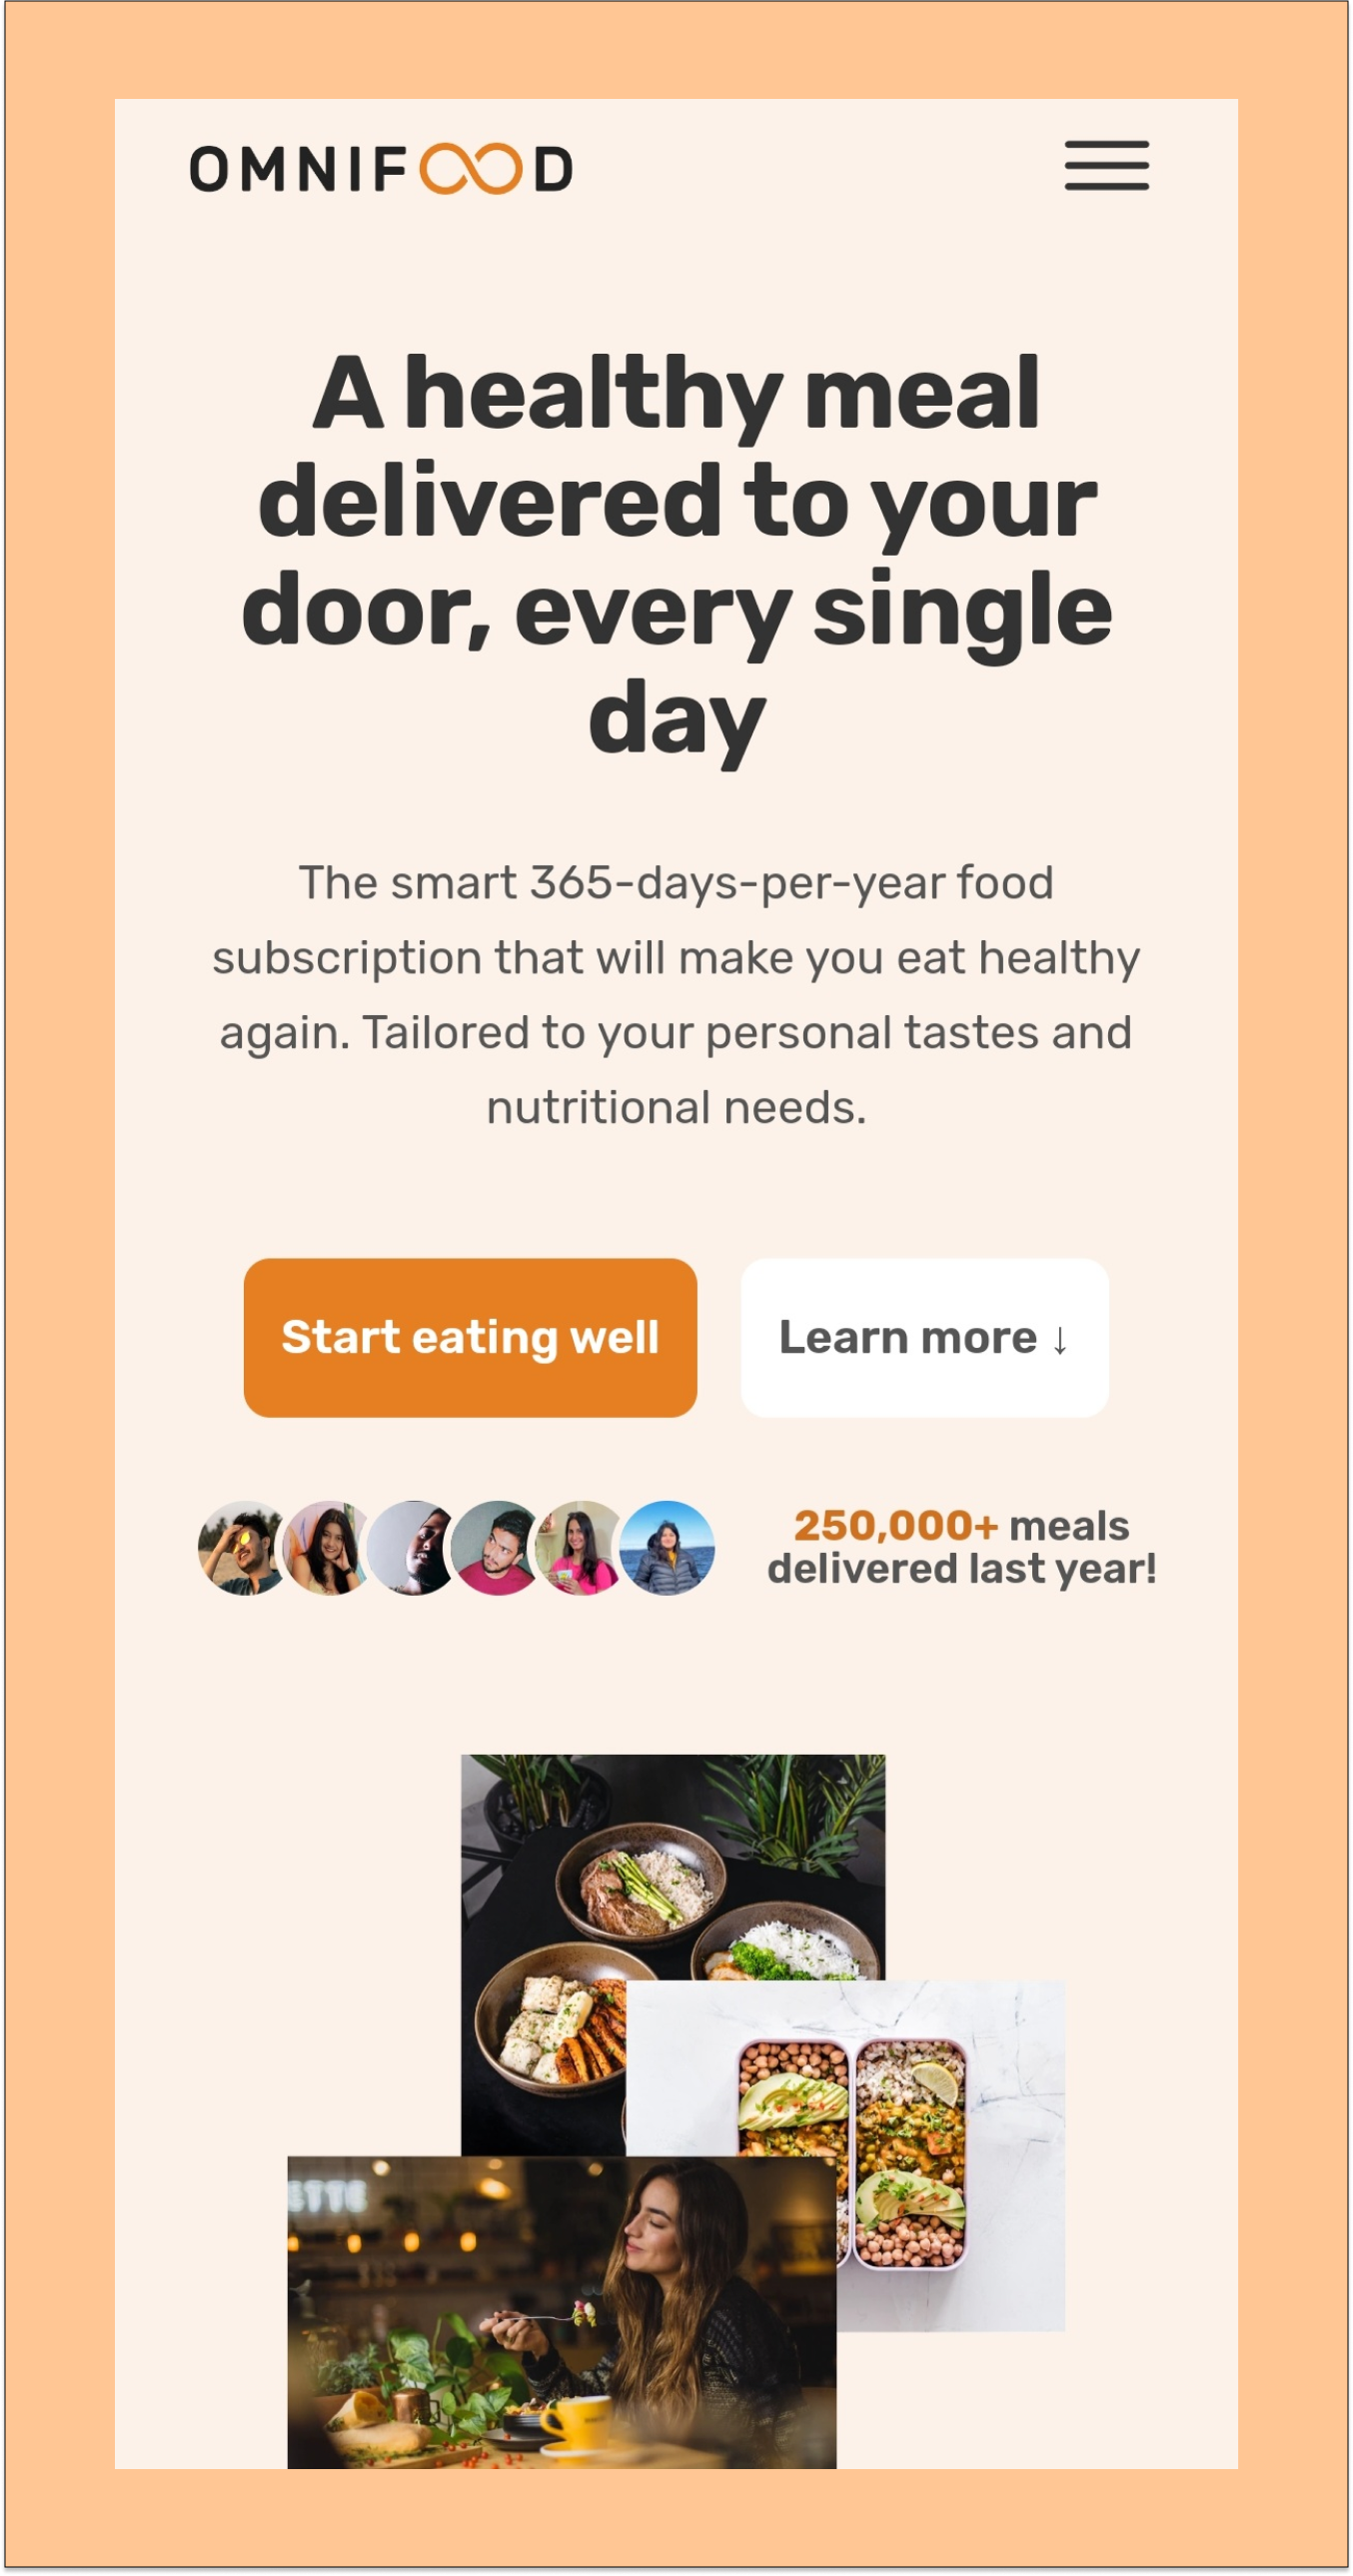 OMNIFOOD
A healthy meal
delivered to your
door, every single
day
The smart 365-days-per-year food
subscription that will make you eat healthy
again. Tailored to your personal tastes and
nutritional needs.
Start eating well
Learn more ↓
250,000+ meals
delivered last year!
ETTE